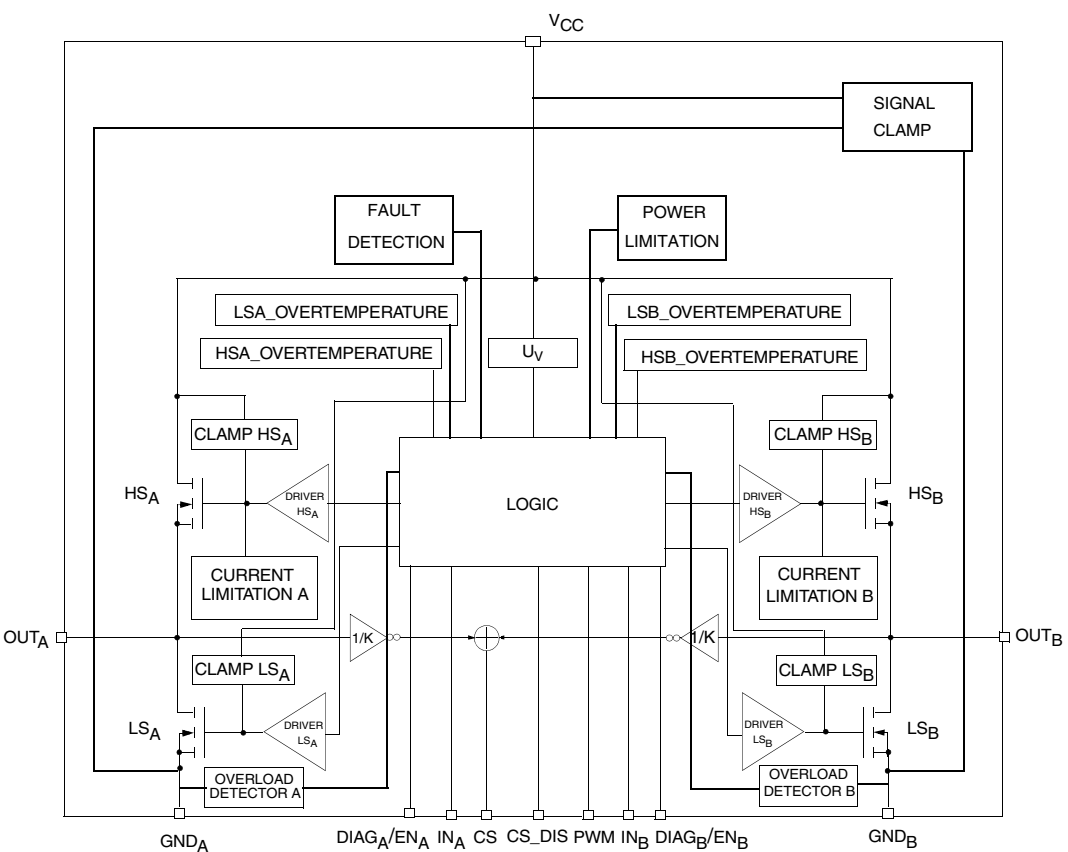 VCC
SIGNAL
CLAMP
FAULT
DETECTION
POWER
LIMITATION
LSA_OVERTEMPERATURE
LSB_OVERTEMPERATURE
HSA_OVERTEMPERATURE
UV
HSB_OVERTEMPERATURE
CLAMP HSA
CLAMP HSB
HSA
DRIVER
HSA
LOGIC
DRIVER
HSB
HSB
CURRENT
LIMITATION A
CURRENT
LIMITATION B
OUTA
1/K
1/K
OUTB
CLAMP LSA
CLAMP LSB
LSA
DRIVER
LSA
DRIVER
LSB
LSB
OVERLOAD
DETECTOR A
OVERLOAD
DETECTOR B
GNDA
DIAGA/ENA
INA
CS
CS_DIS
PWM
INB
DIAGB/ENB
GNDB